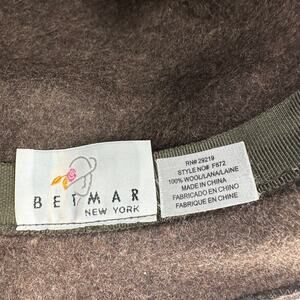 BETMAR
NEW YORK
RN# 29219
STYLE NO# F872
100% WOOL/LANA/LAINE
MADE IN CHINA
FABRICADO EN CHINO
FABRIQUE EN CHINE